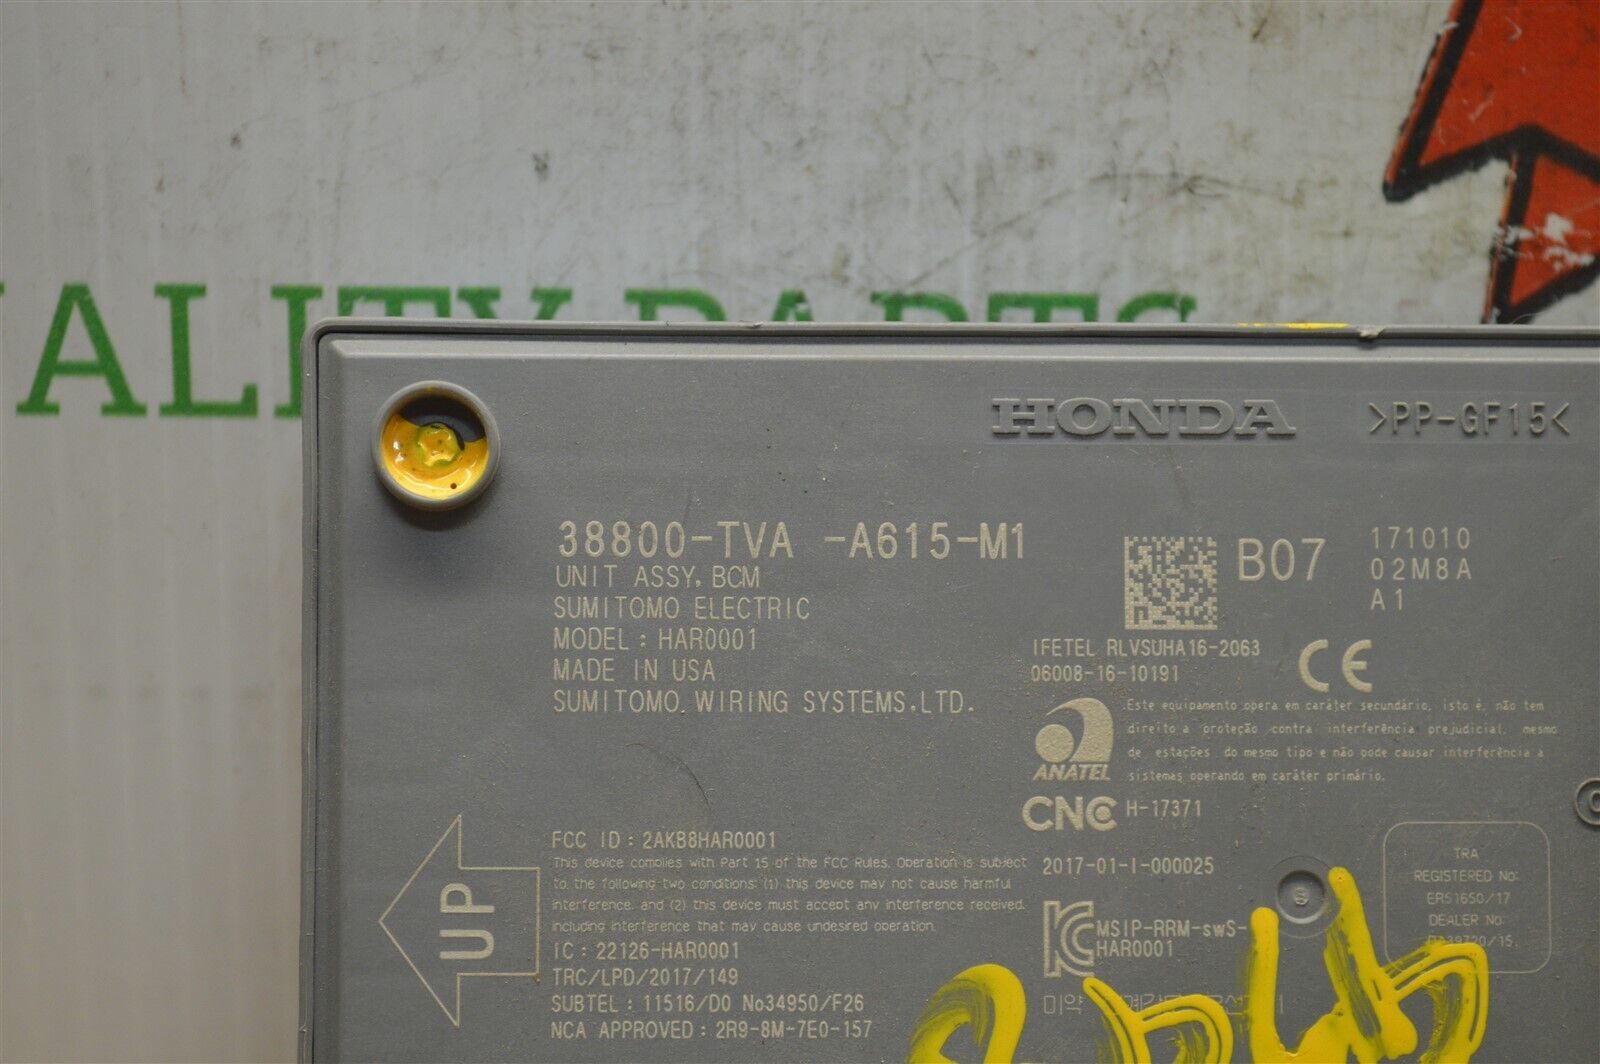 ALITY PARTS
HONDA >PP-GF15<
38800-TVA -A615-M1
UNIT ASSY, BCM
SUMITOMO ELECTRIC
MODEL : HAR0001
MADE IN USA
SUMITOMO WIRING SYSTEMS,LTD.
B07
171010
02M8A
A1
IFETEL RLVSUHA16-2063
06008-16-10191
CE
ANATEL
Este equipamento opera em caráter secundário, isto é, não tem
direito a proteção contra interferência prejudicial, mesmo
de estações do mesmo tipo e não pode causar interferência a
sistemas operando em caráter primário.
CNC H-17371
2017-01-I-000025
MSIP-RRM-swS-
HAR0001
UP
FCC ID : 2AKB8HAR0001
This device complies with Part 15 of the FCC Rules. Operation is subject
to the following two conditions: (1) this device may not cause harmful
interference, and (2) this device must accept any interference received,
including interference that may cause undesired operation.
IC : 22126-HAR0001
TRC/LPD/2017/149
SUBTEL : 11516/DO No34950/F26
NCA APPROVED : 2R9-8M-7E0-157
TRA
REGISTERED No:
ER51650/17
DEALER No:
미약